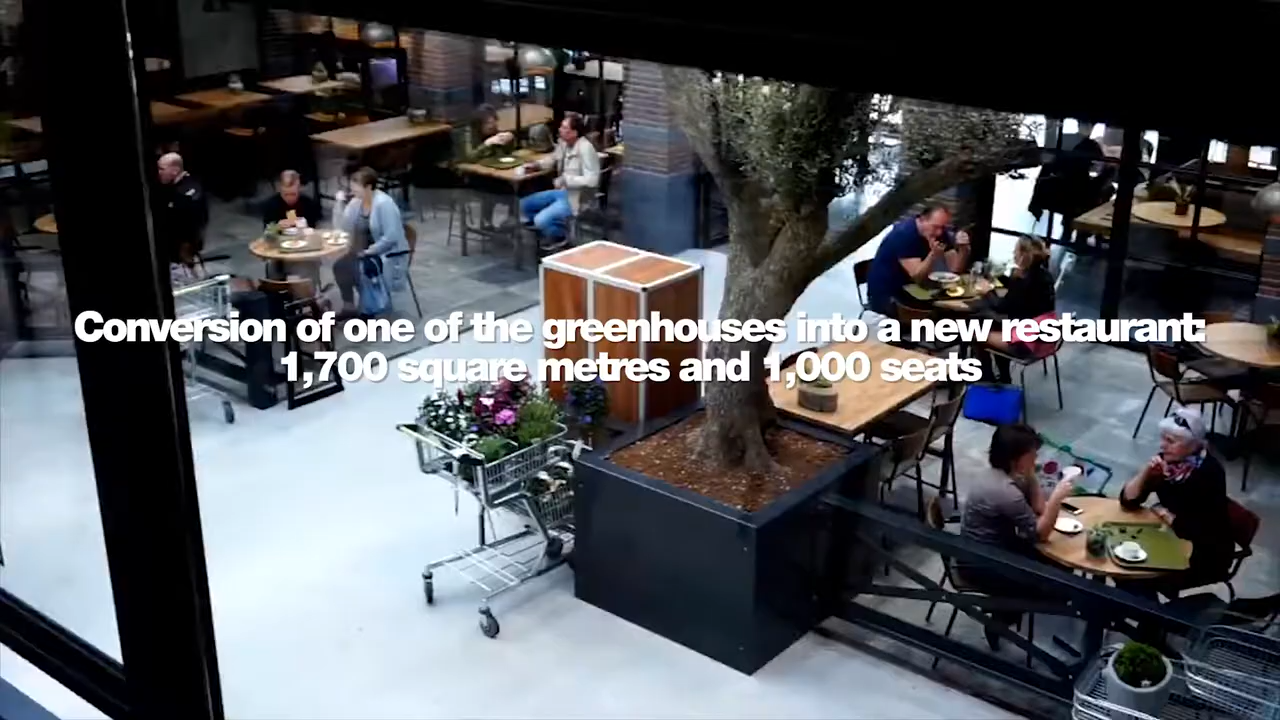 Conversion of one of the greenhouses into a new restaurant:
1,700 square metres and 1,000 seats